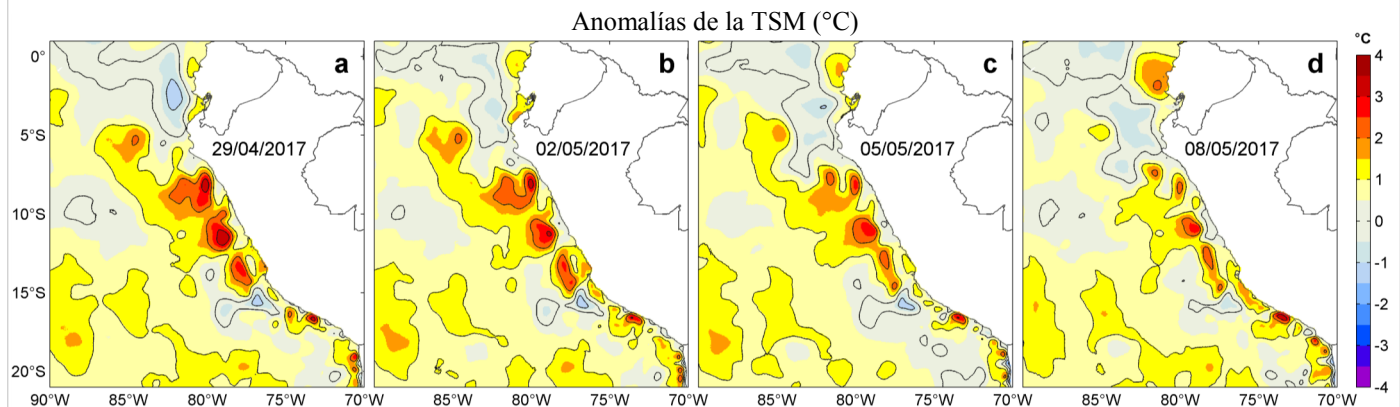 Anomalías de la TSM (°C)
a
b
c
d
29/04/2017
02/05/2017
05/05/2017
08/05/2017
0°
5°S
10°S
15°S
20°S
90°W 85°W 80°W 75°W 70°W
85°W 80°W 75°W 70°W
85°W 80°W 75°W 70°W
85°W 80°W 75°W 70°W
°C
4
3
2
1
0
-1
-2
-3
-4